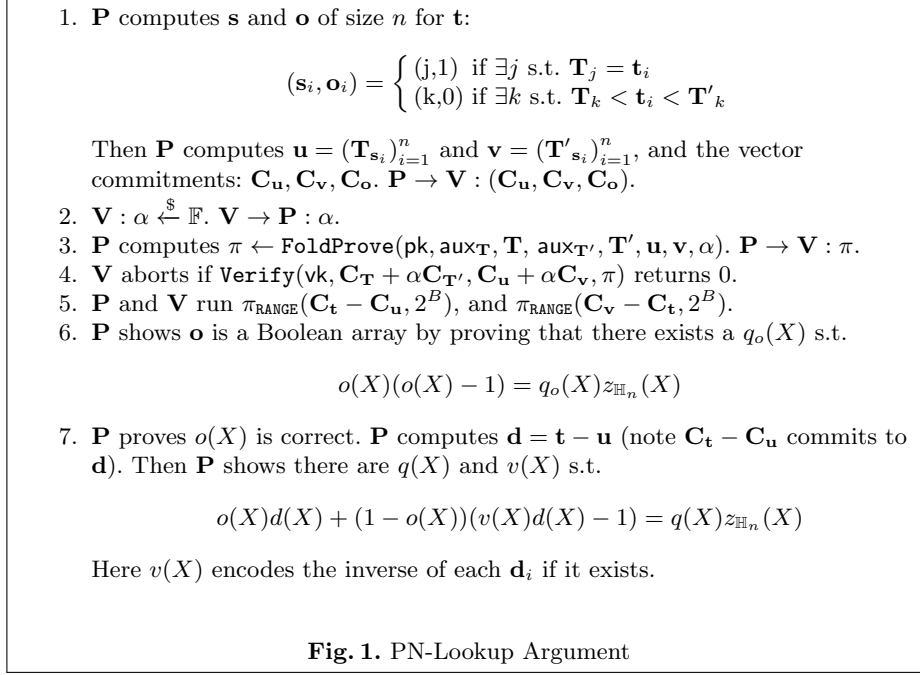 1. P computes s and o of size n for t:
(s_i, o_i) = { (j,1) if ∃j s.t. T_j = t_i
(k,0) if ∃k s.t. T_k < t_i < T'_k
Then P computes u = (T_{s_i})_{i=1}^n and v = (T'_{s_i})_{i=1}^n, and the vector
commitments: C_u, C_v, C_o. P → V : (C_u, C_v, C_o).
2. V : α ←$ 𝔽. V → P : α.
3. P computes π ← FoldProve(pk, aux_T, T, aux_{T'}, T', u, v, α). P → V : π.
4. V aborts if Verify(vk, C_T + αC_{T'}, C_u + αC_v, π) returns 0.
5. P and V run π_RANGE(C_t − C_u, 2^B), and π_RANGE(C_v − C_t, 2^B).
6. P shows o is a Boolean array by proving that there exists a q_o(X) s.t.
o(X)(o(X) − 1) = q_o(X)z_{ℍ_n}(X)
7. P proves o(X) is correct. P computes d = t − u (note C_t − C_u commits to
d). Then P shows there are q(X) and v(X) s.t.
o(X)d(X) + (1 − o(X))(v(X)d(X) − 1) = q(X)z_{ℍ_n}(X)
Here v(X) encodes the inverse of each d_i if it exists.
Fig. 1. PN-Lookup Argument